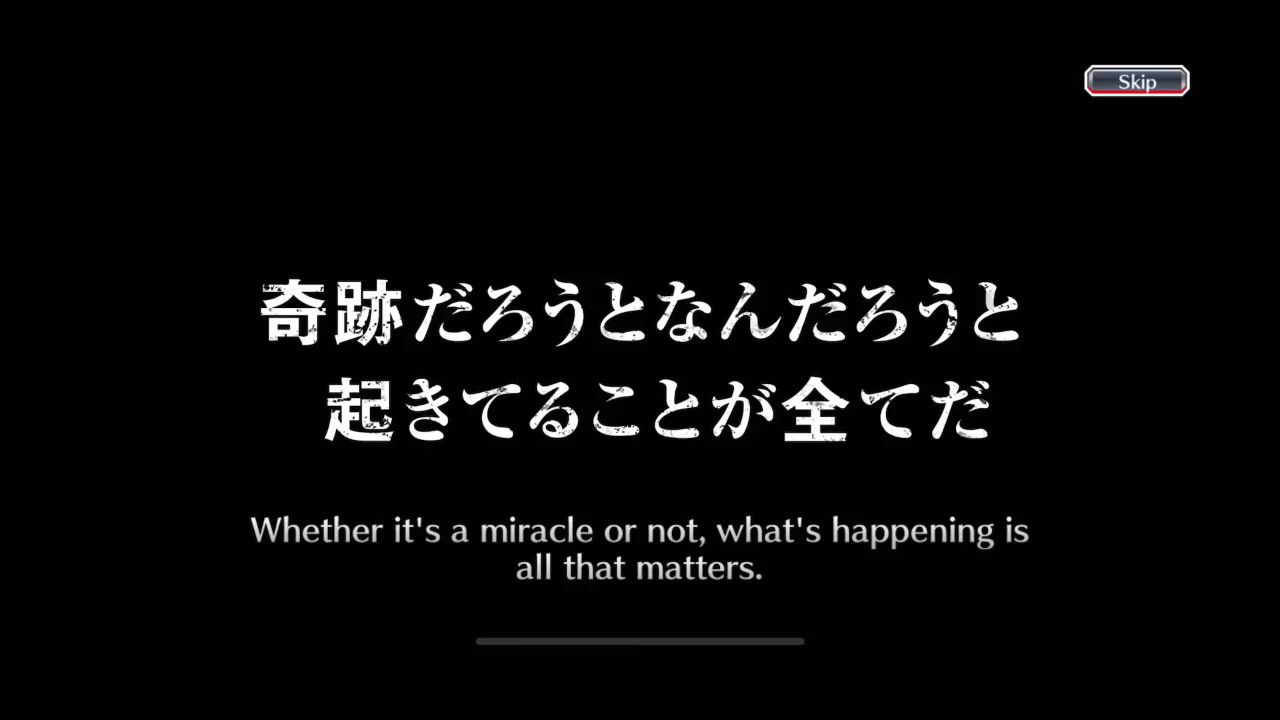 Skip
奇跡だろうとなんだろうと
起きてることが全てだ
Whether it's a miracle or not, what's happening is
all that matters.